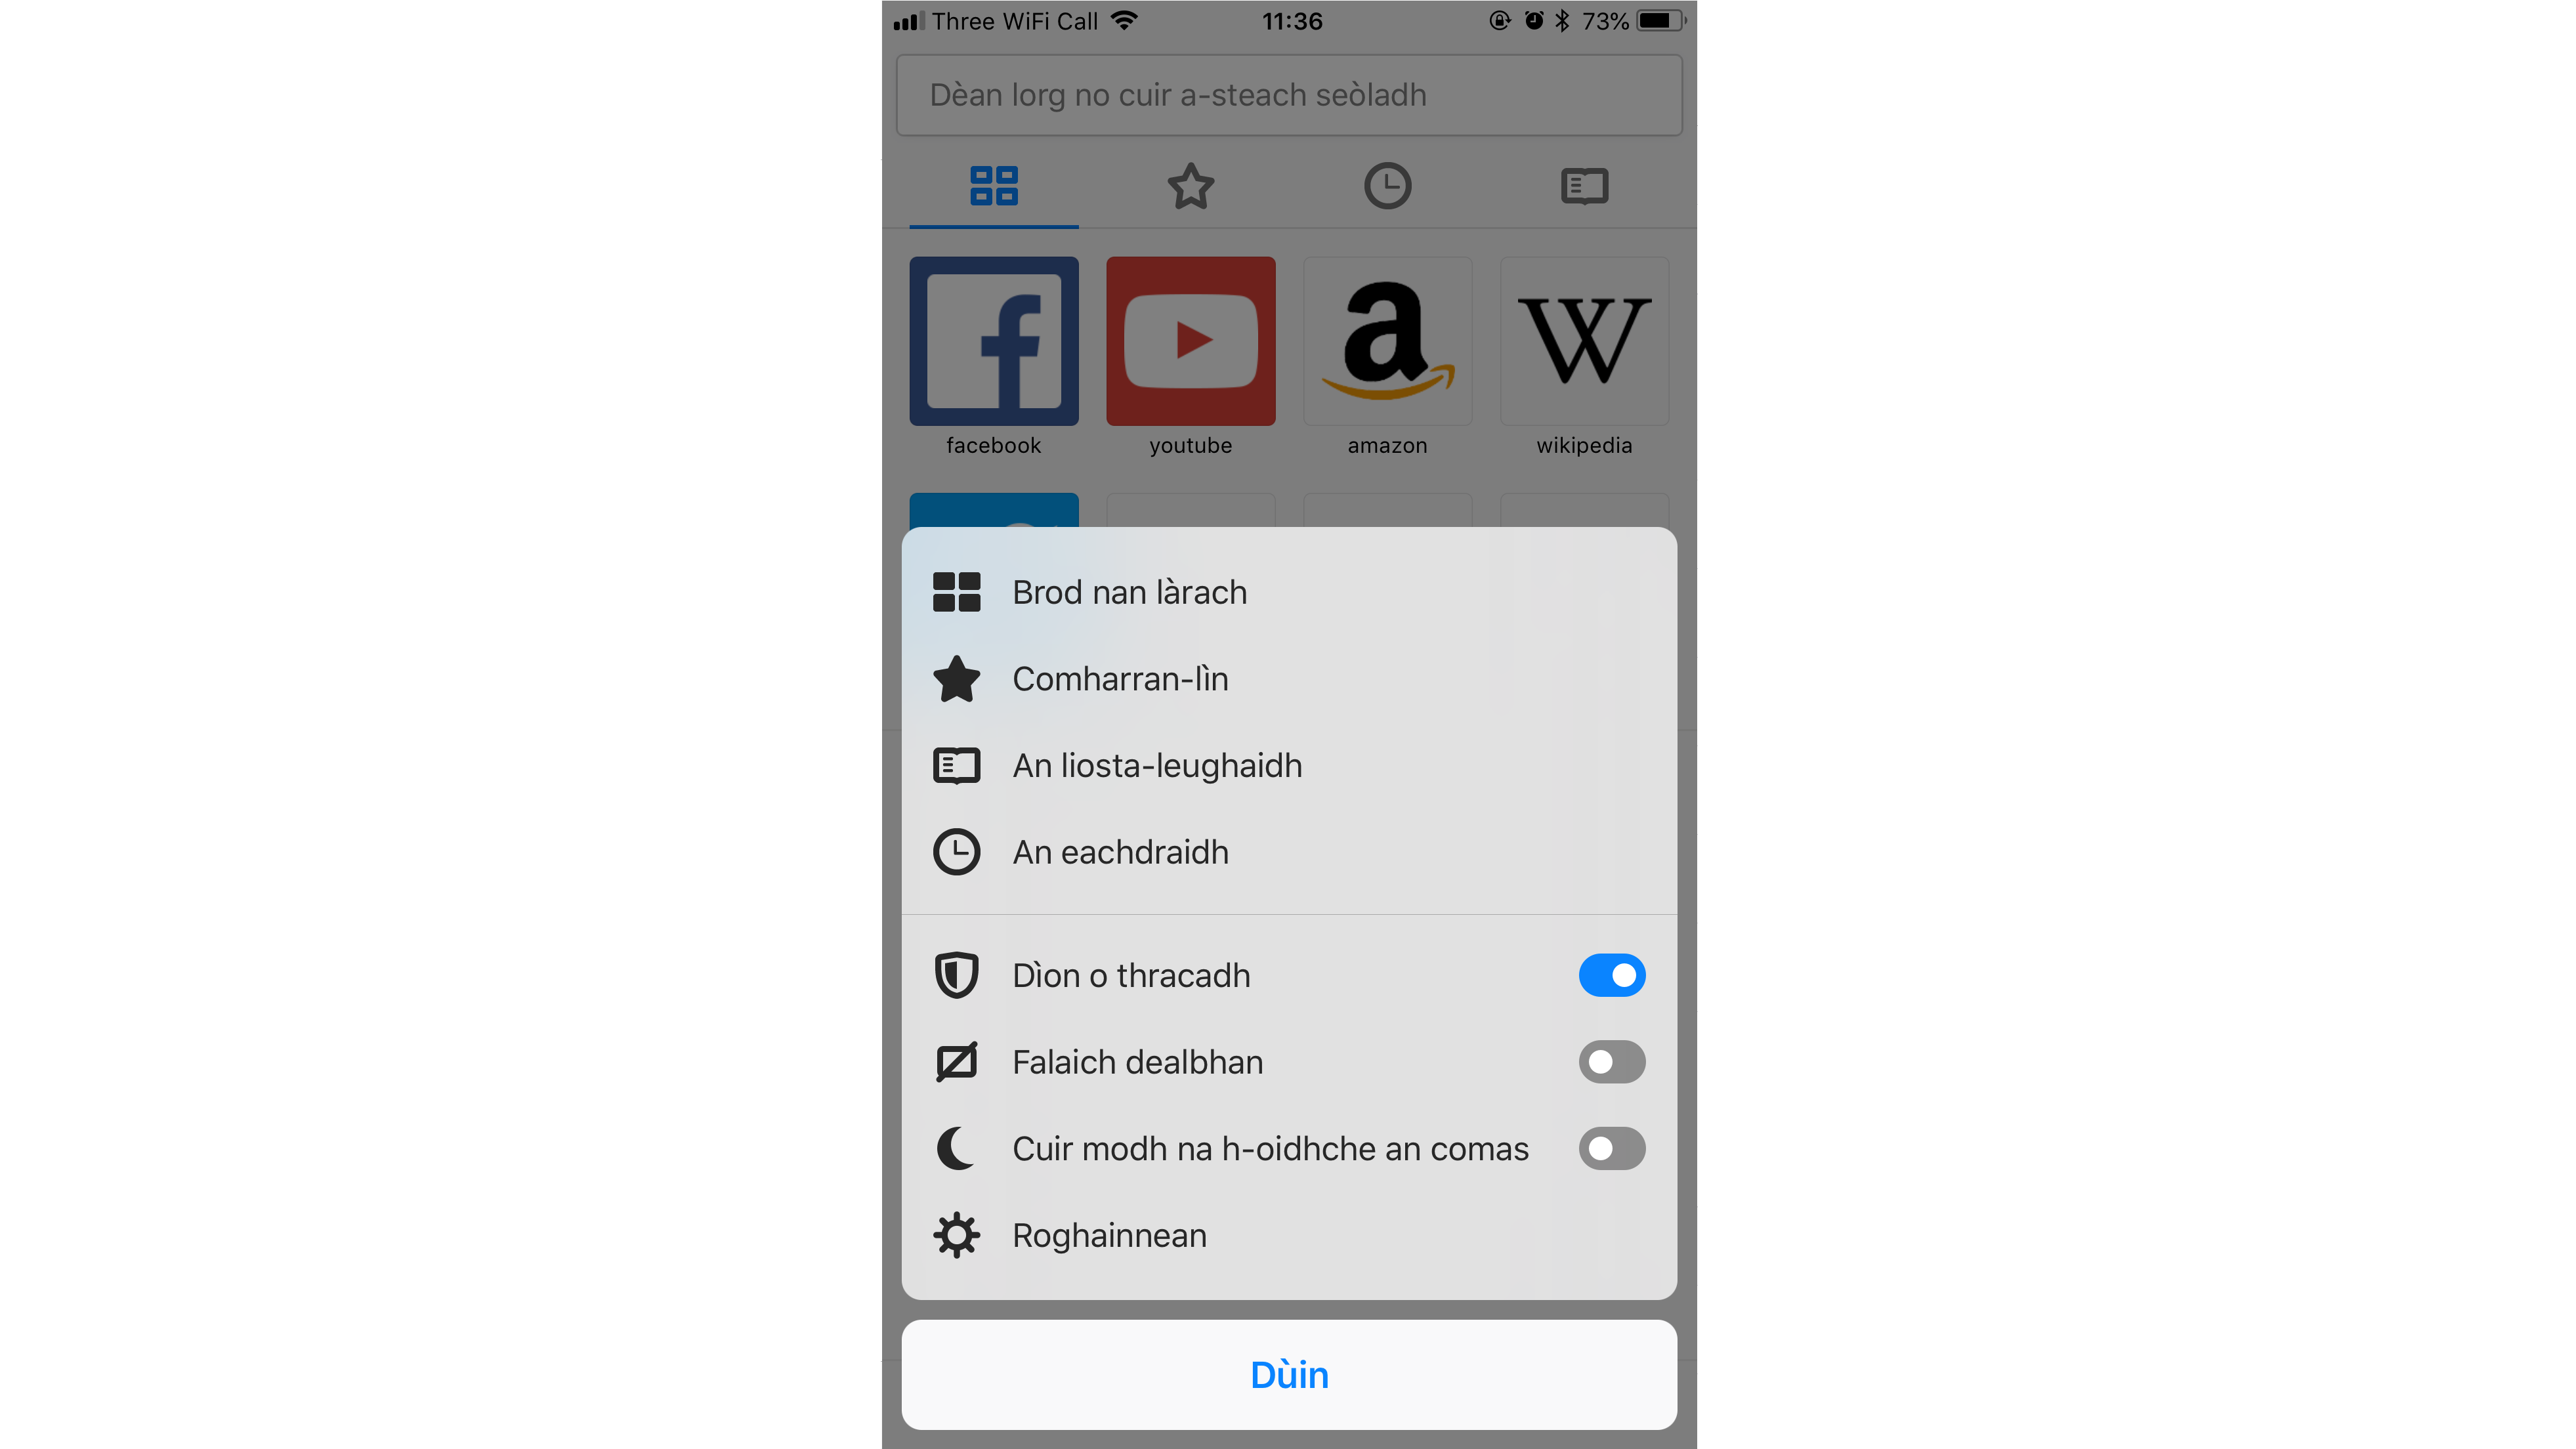 Three WiFi Call 11:36 73%
Dèan lorg no cuir a-steach seòladh
facebook youtube amazon wikipedia
Brod nan làrach
Comharran-lìn
An liosta-leughaidh
An eachdraidh
Dìon o thracadh
Falaich dealbhan
Cuir modh na h-oidhche an comas
Roghainnean
Dùin